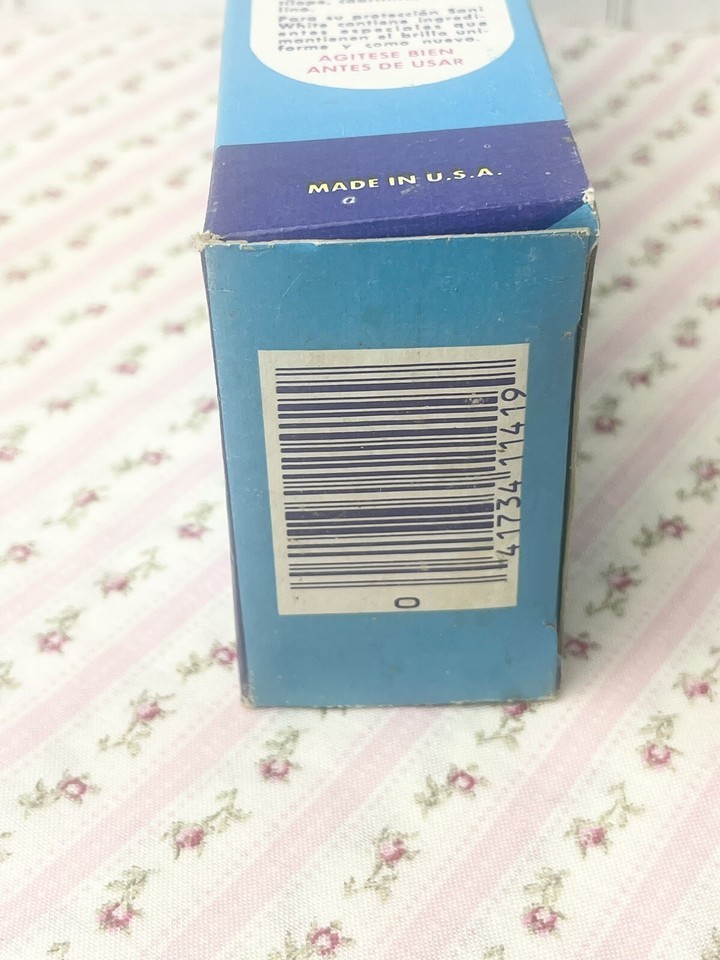 lino.
Para su protección Sani
White contiene ingredi-
entes especiales que
mantienen el brillo uni-
forme y como nuevo.
AGITESE BIEN
ANTES DE USAR
MADE IN U.S.A.
0
41734 11419